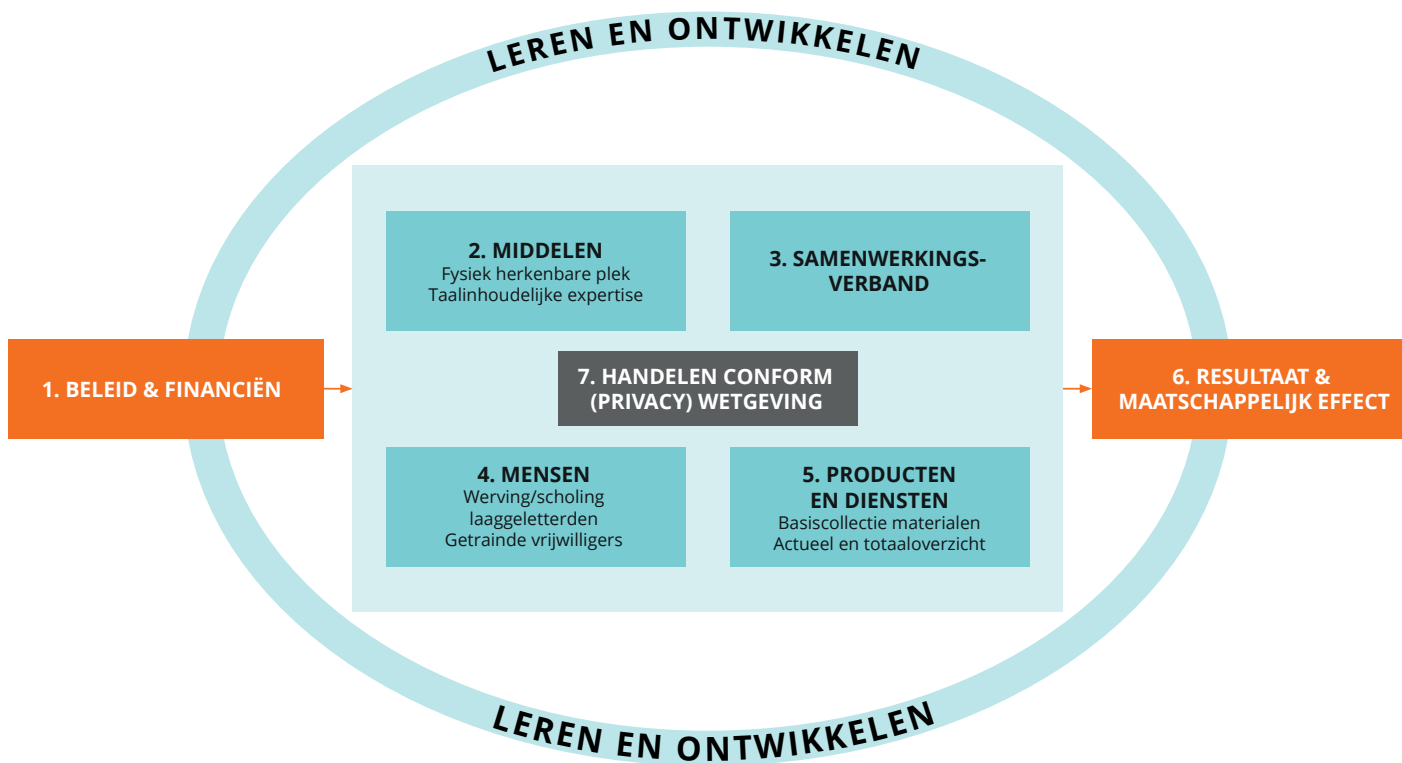 LEREN EN ONTWIKKELEN
2. MIDDELEN
Fysiek herkenbare plek
Taalinhoudelijke expertise
3. SAMENWERKINGS-
VERBAND
1. BELEID & FINANCIËN
7. HANDELEN CONFORM
(PRIVACY) WETGEVING
6. RESULTAAT &
MAATSCHAPPELIJK EFFECT
4. MENSEN
Werving/scholing
laaggeletterden
Getrainde vrijwilligers
5. PRODUCTEN
EN DIENSTEN
Basiscollectie materialen
Actueel en totaaloverzicht
LEREN EN ONTWIKKELEN